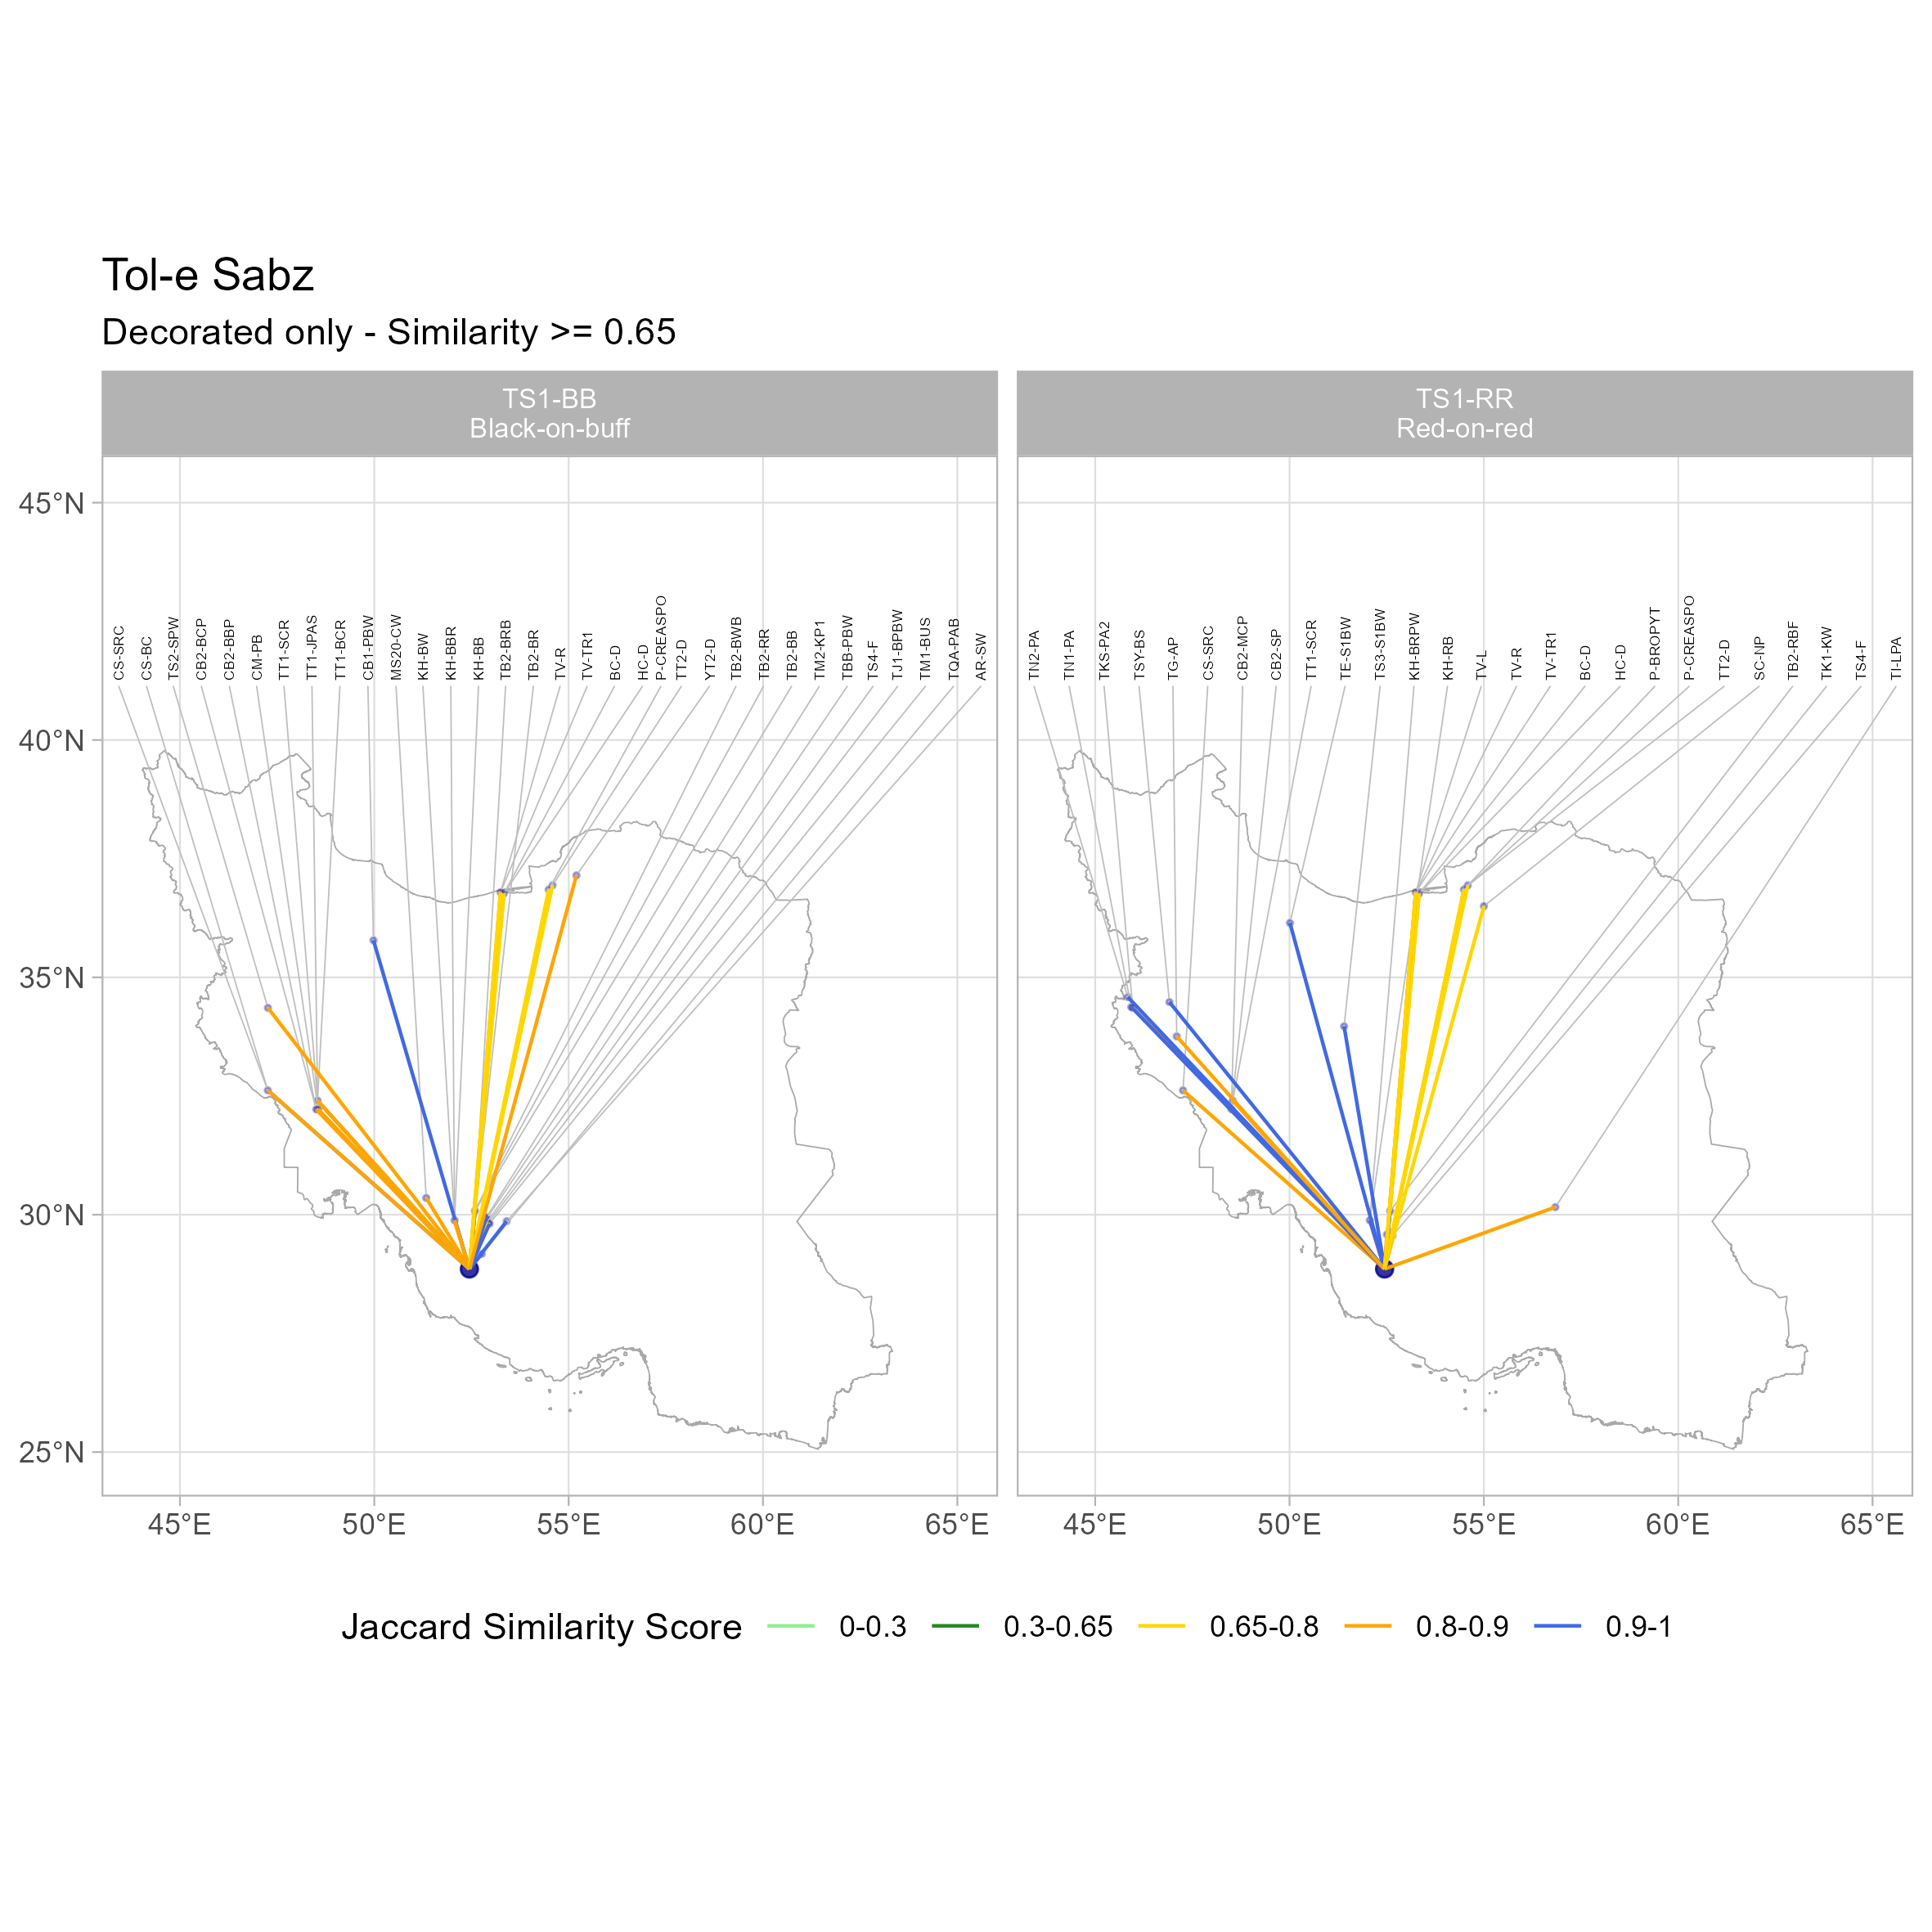 Tol-e Sabz
Decorated only - Similarity >= 0.65
TS1-BB
Black-on-buff
TS1-RR
Red-on-red
CS-SRC
CS-BC
TS2-SPW
CB2-BCP
CB2-BBP
CM-PB
TT1-SCR
TT1-JPAS
TT1-BCR
CB1-PBW
MS20-CW
KH-BW
KH-BBR
KH-BB
TB2-BRB
TB2-BR
TV-R
TV-TR1
BC-D
HC-D
P-CREASPO
TT2-D
YT2-D
TB2-BWB
TB2-RR
TB2-BB
TM2-KP1
TBB-PBW
TS4-F
TJ1-BPBW
TM1-BUS
TQA-PAB
AR-SW
TN2-PA
TN1-PA
TKS-PA2
TSY-BS
TG-AP
CS-SRC
CB2-MCP
CB2-SP
TT1-SCR
TE-S1BW
TS3-S1BW
KH-BRPW
KH-RB
TV-L
TV-R
TV-TR1
BC-D
HC-D
P-BROPYT
P-CREASPO
TT2-D
SC-NP
TB2-RBF
TK1-KW
TS4-F
TI-LPA
45°N
40°N
35°N
30°N
25°N
45°E
50°E
55°E
60°E
65°E
45°E
50°E
55°E
60°E
65°E
Jaccard Similarity Score
0-0.3
0.3-0.65
0.65-0.8
0.8-0.9
0.9-1